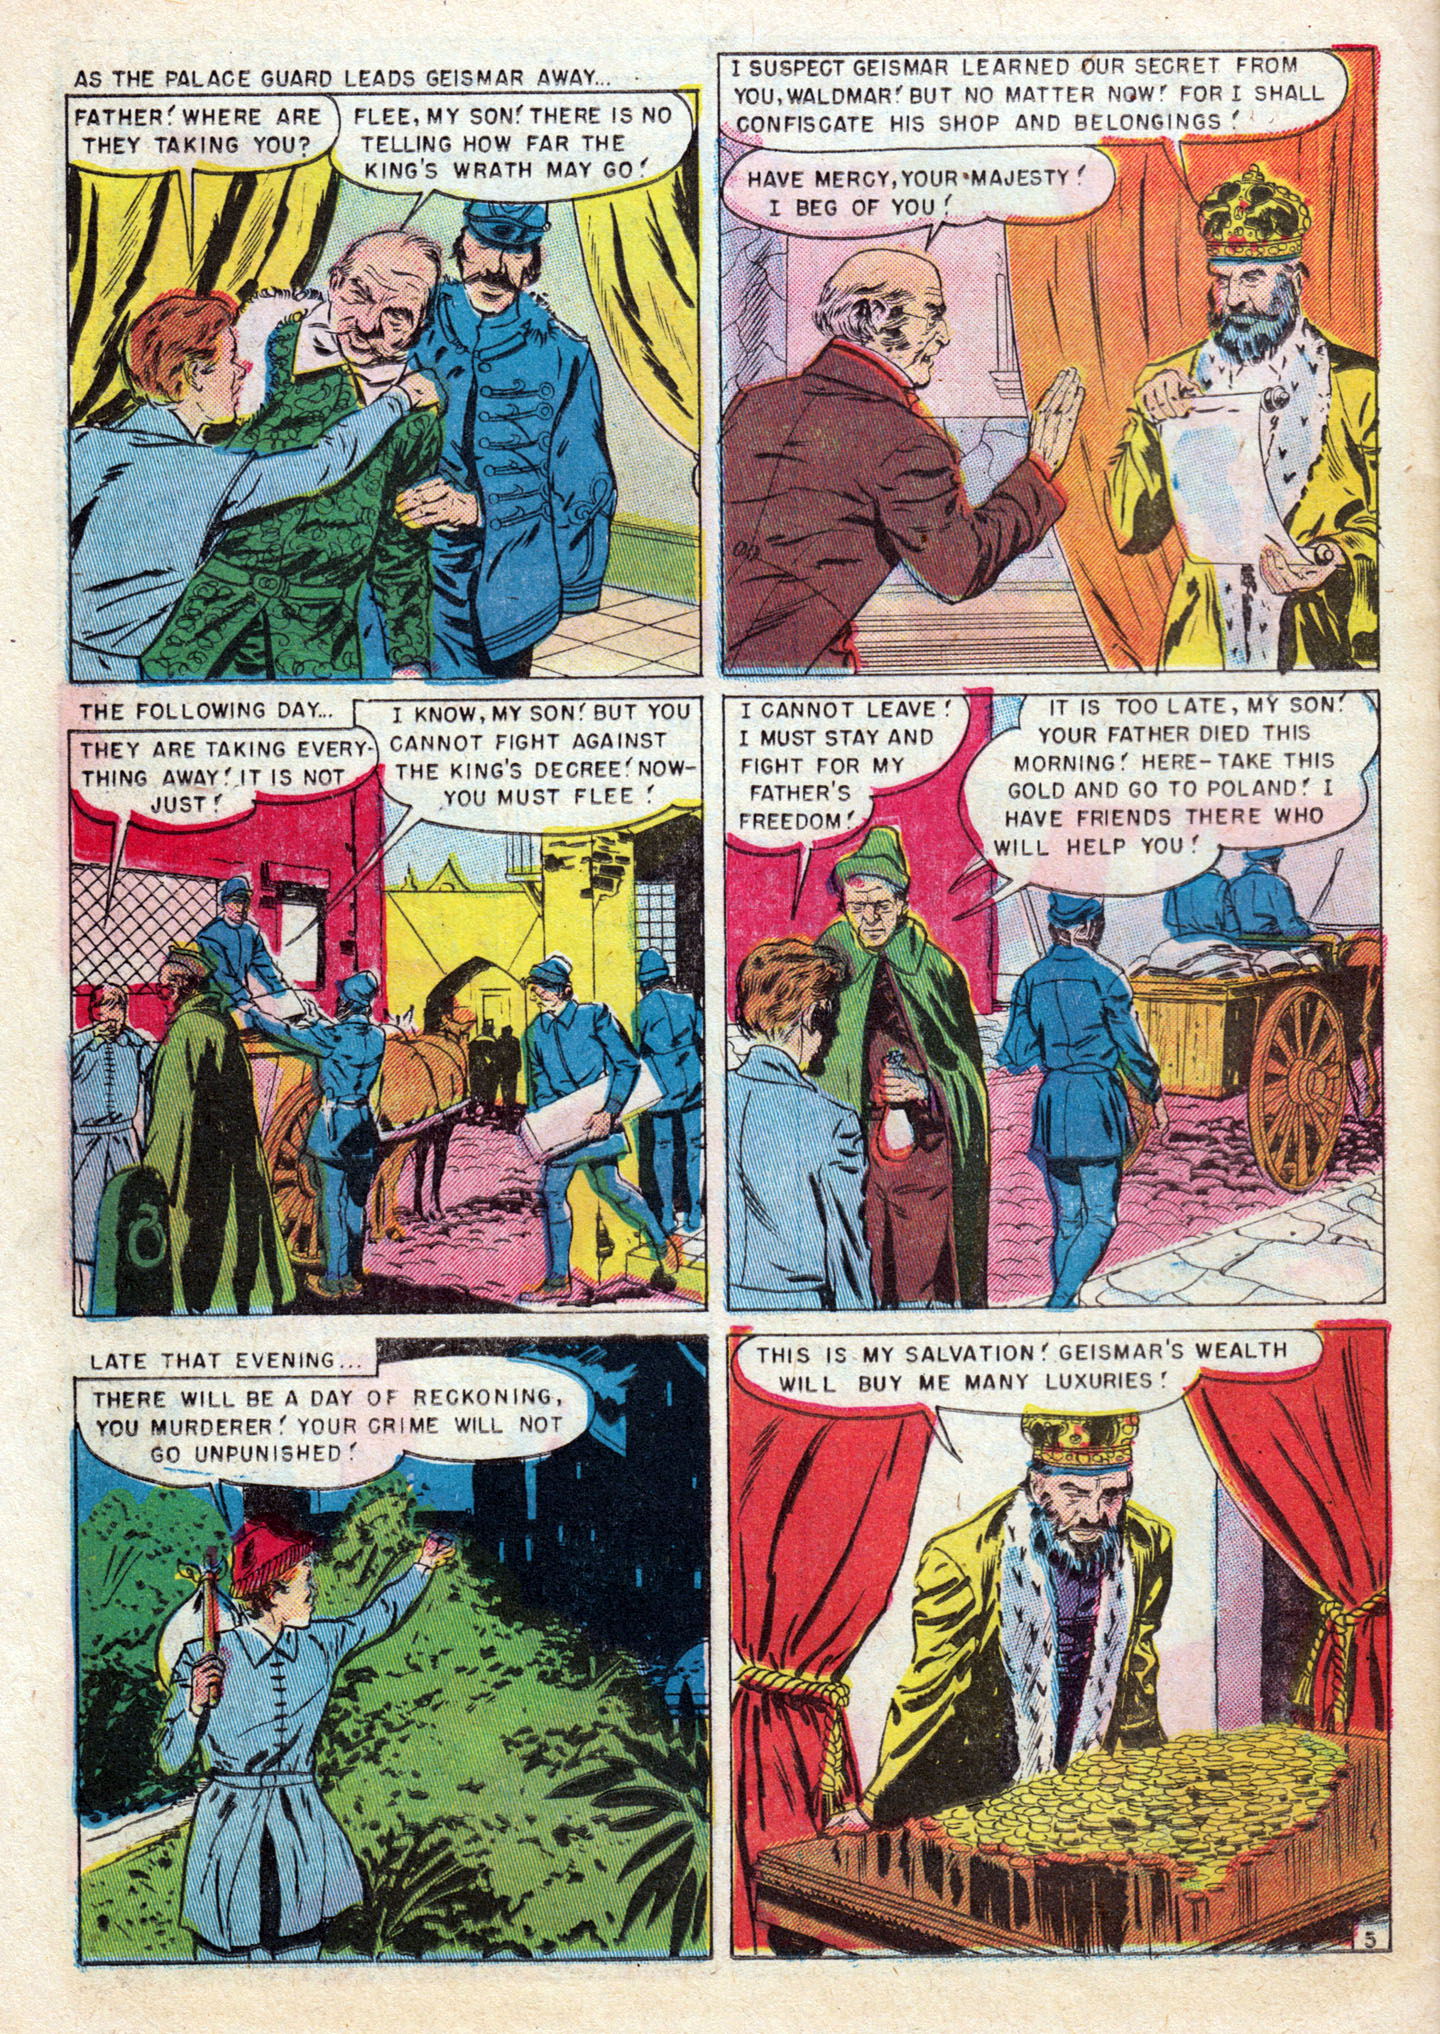 AS THE PALACE GUARD LEADS GEISMAR AWAY...
FATHER! WHERE ARE
THEY TAKING YOU?
FLEE, MY SON! THERE IS NO
TELLING HOW FAR THE
KING'S WRATH MAY GO!
I SUSPECT GEISMAR LEARNED OUR SECRET FROM
YOU, WALDMAR! BUT NO MATTER NOW! FOR I SHALL
CONFISCATE HIS SHOP AND BELONGINGS!
HAVE MERCY, YOUR MAJESTY!
I BEG OF YOU!
THE FOLLOWING DAY...
THEY ARE TAKING EVERY-
THING AWAY! IT IS NOT
JUST!
I KNOW, MY SON! BUT YOU
CANNOT FIGHT AGAINST
THE KING'S DECREE! NOW-
YOU MUST FLEE!
I CANNOT LEAVE!
I MUST STAY AND
FIGHT FOR MY
FATHER'S
FREEDOM!
IT IS TOO LATE, MY SON!
YOUR FATHER DIED THIS
MORNING! HERE- TAKE THIS
GOLD AND GO TO POLAND! I
HAVE FRIENDS THERE WHO
WILL HELP YOU!
LATE THAT EVENING...
THERE WILL BE A DAY OF RECKONING,
YOU MURDERER! YOUR CRIME WILL NOT
GO UNPUNISHED!
THIS IS MY SALVATION! GEISMAR'S WEALTH
WILL BUY ME MANY LUXURIES!
5